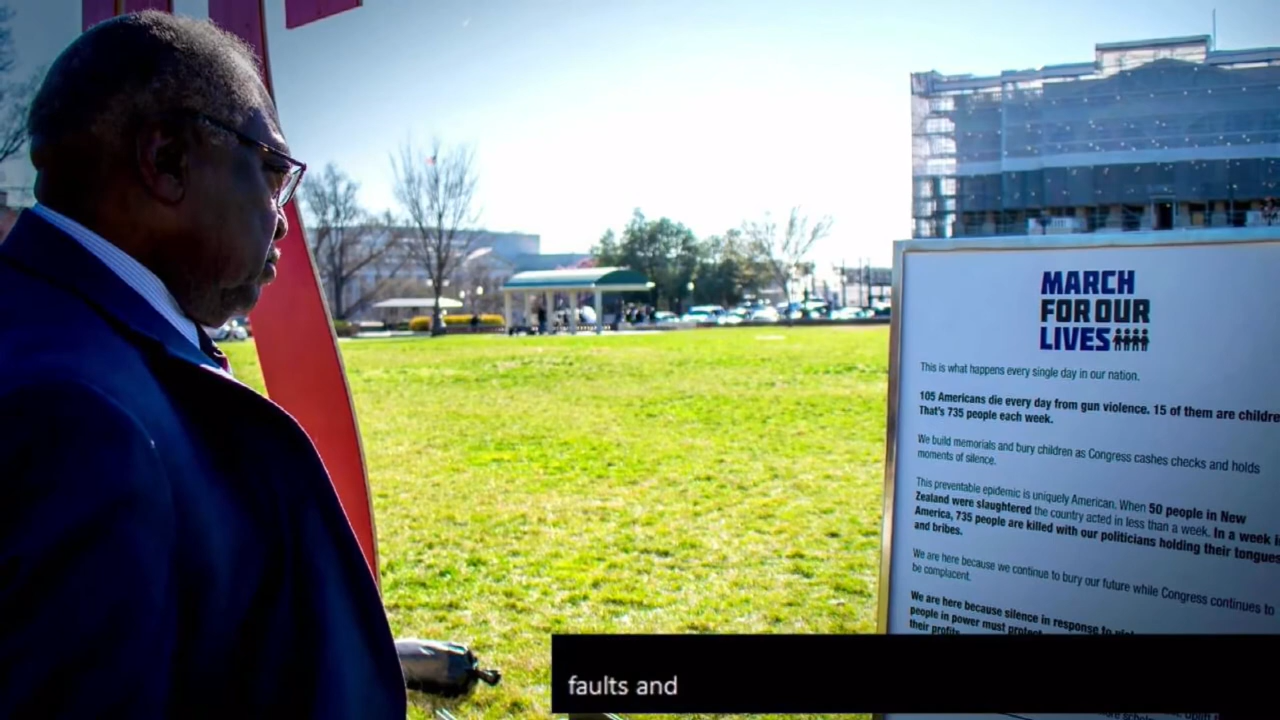 MARCH
FOR OUR
LIVES
This is what happens every single day in our nation.
105 Americans die every day from gun violence. 15 of them are childre
That's 735 people each week.
We build memorials and bury children as Congress cashes checks and holds
moments of silence.
This preventable epidemic is uniquely American. When 50 people in New
Zealand were slaughtered the country acted in less than a week. In a week i
America, 735 people are killed with our politicians holding their tongues
and bribes.
We are here because we continue to bury our future while Congress continues to
be complacent.
We are here because silence in response to
people in power must protect
their profits
faults and